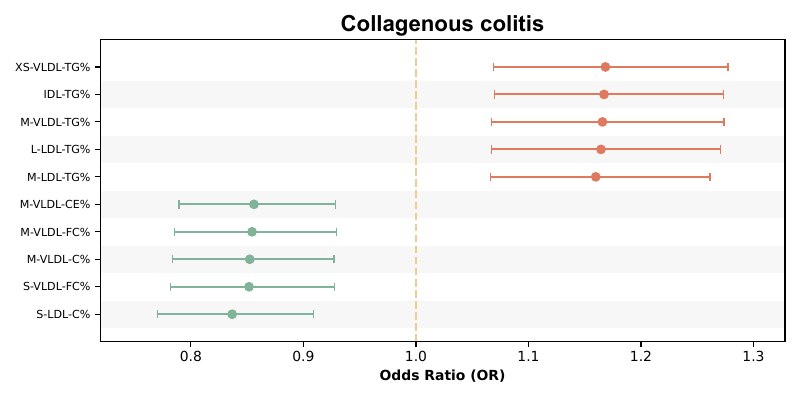 Collagenous colitis
XS-VLDL-TG%
IDL-TG%
M-VLDL-TG%
L-LDL-TG%
M-LDL-TG%
M-VLDL-CE%
M-VLDL-FC%
M-VLDL-C%
S-VLDL-FC%
S-LDL-C%
0.8 0.9 1.0 1.1 1.2 1.3
Odds Ratio (OR)